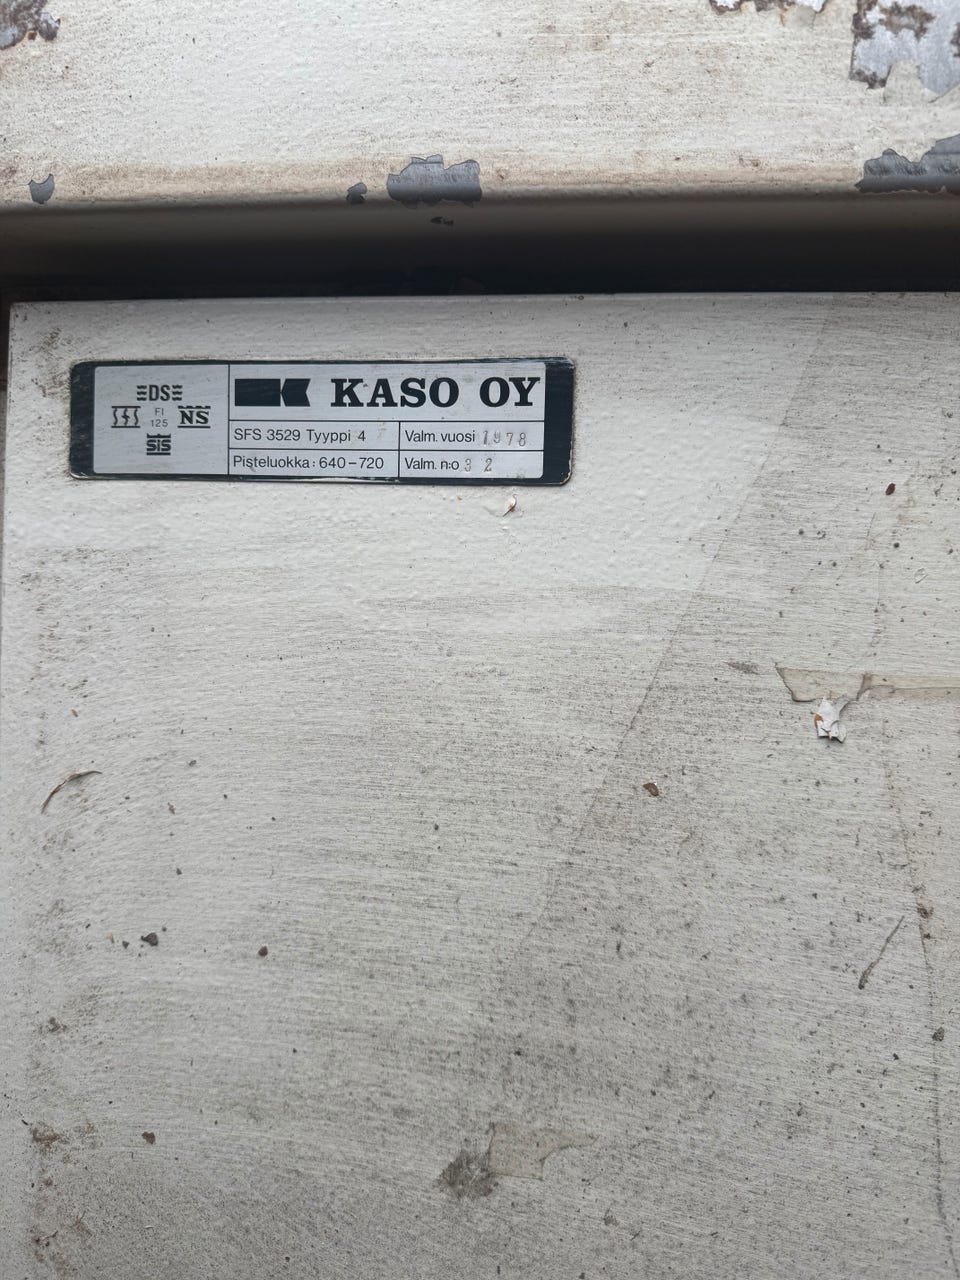 DS
SFS FI 125 NS
SIS
KASO OY
SFS 3529 Tyyppi 4
Valm. vuosi 1978
Pisteluokka: 640-720
Valm. n:o 32